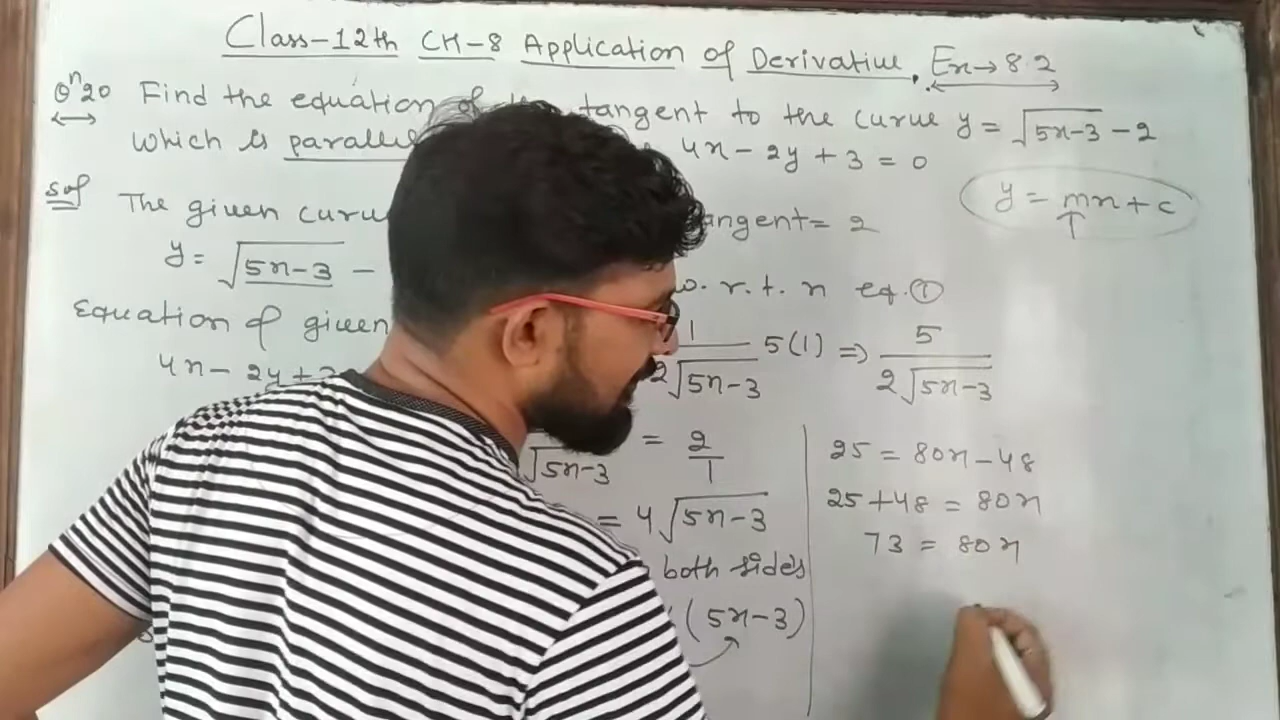 Class-12th CH-8 Application of Derivative. Ex→8.2
Qⁿ20 Find the equation of tangent to the curve y = √5x-3 - 2
which is parallel 4x - 2y + 3 = 0
Sol The given curve tangent = 2
y = mx + c
y = √5x-3 -
w.r.t. x eq. ①
Equation of given
1 / 2√5x-3 5(1) ⇒ 5 / 2√5x-3
4x - 2y + 3
√5x-3 = 2/1
= 4√5x-3
both sides
(5x-3)
25 = 80x - 48
25 + 48 = 80x
73 = 80x